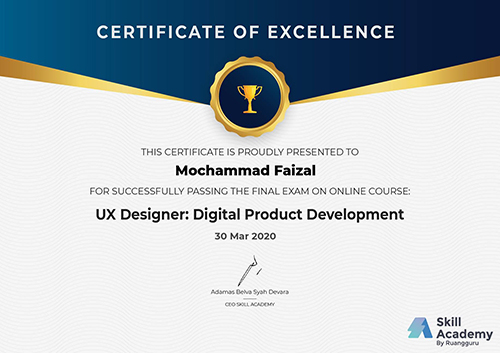 CERTIFICATE OF EXCELLENCE
THIS CERTIFICATE IS PROUDLY PRESENTED TO
Mochammad Faizal
FOR SUCCESSFULLY PASSING THE FINAL EXAM ON ONLINE COURSE:
UX Designer: Digital Product Development
30 Mar 2020
Adamas Belva Syah Devara
CEO SKILL ACADEMY
Skill
Academy
By Ruangguru